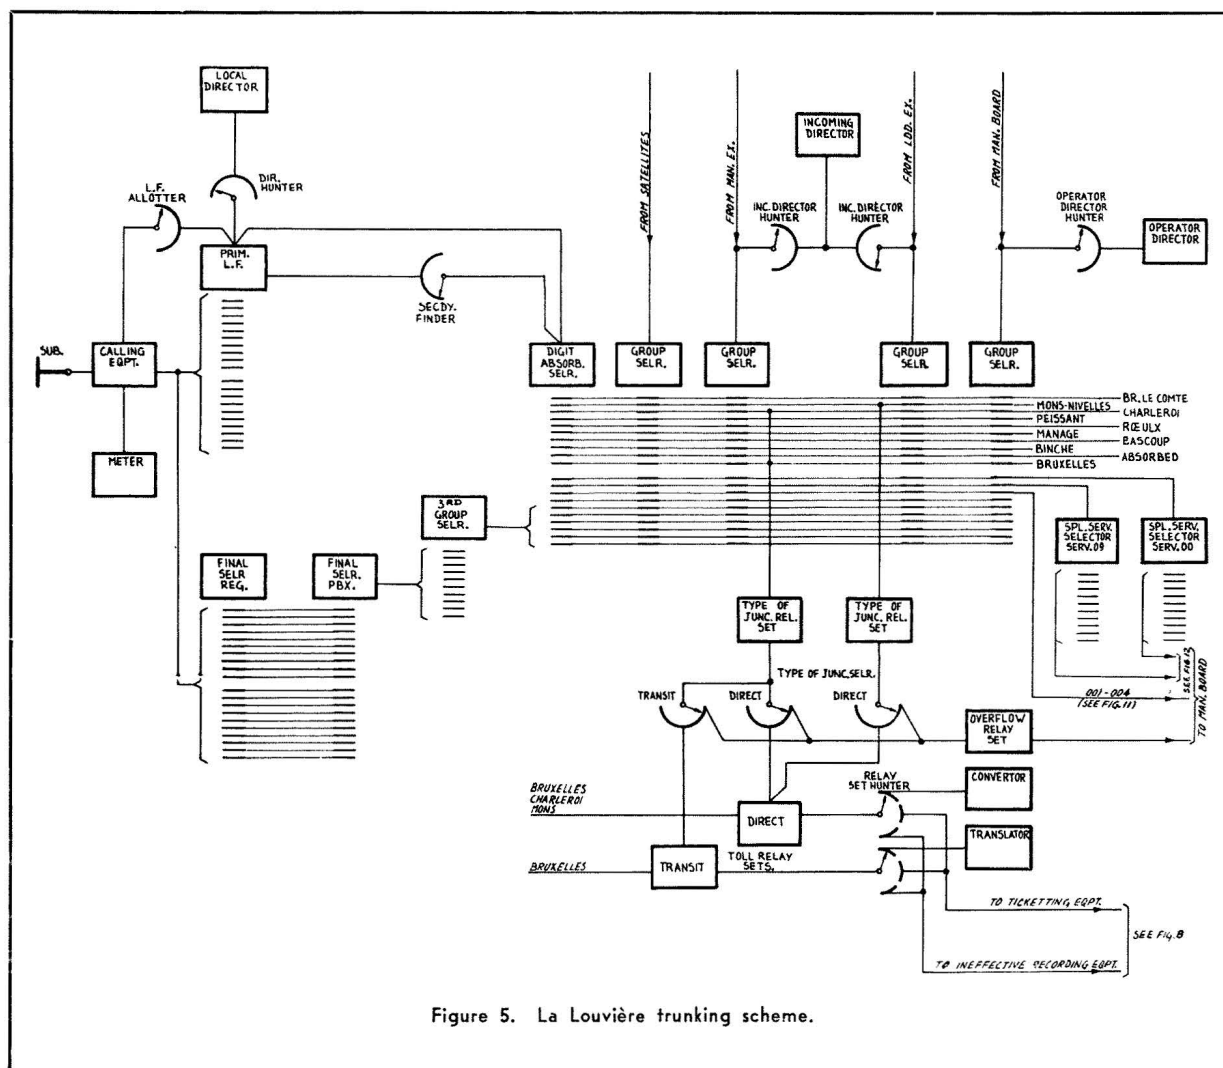 LOCAL
DIRECTOR
L.F.
ALLOTTER
DIR.
HUNTER
PRIM.
L.F.
SECDY.
FINDER
SUB.
CALLING
EQPT.
METER
FROM SATELLITES
FROM MAN. EX.
INCOMING
DIRECTOR
INC. DIRECTOR
HUNTER
INC. DIRECTOR
HUNTER
FROM LDD. EX.
FROM MAN. BOARD
OPERATOR
DIRECTOR
HUNTER
OPERATOR
DIRECTOR
DIGIT
ABSORB.
SELR.
GROUP
SELR.
GROUP
SELR.
GROUP
SELR.
GROUP
SELR.
BR. LE COMTE
MONS-NIVELLES
CHARLEROI
PEISSANT
RŒULX
MANAGE
BASCOUP
BINCHE
ABSORBED
BRUXELLES
3RD
GROUP
SELR.
FINAL
SELR
REG.
FINAL
SELR.
PBX.
SPL. SERV.
SELECTOR
SERV. 09
SPL. SERV.
SELECTOR
SERV. 00
TYPE OF
JUNC. REL.
SET
TYPE OF
JUNC. REL.
SET
TYPE OF JUNC. SELR.
TRANSIT
DIRECT
DIRECT
SEE FIG. 12
001-004
(SEE FIG. 11)
TO MAN. BOARD
OVERFLOW
RELAY
SET
BRUXELLES
CHARLEROI
MONS
DIRECT
RELAY
SET HUNTER
CONVERTOR
BRUXELLES
TRANSIT
TOLL RELAY
SETS.
TRANSLATOR
TO TICKETTING EQPT.
SEE FIG. 8
TO INEFFECTIVE RECORDING EQPT.
Figure 5. La Louvière trunking scheme.